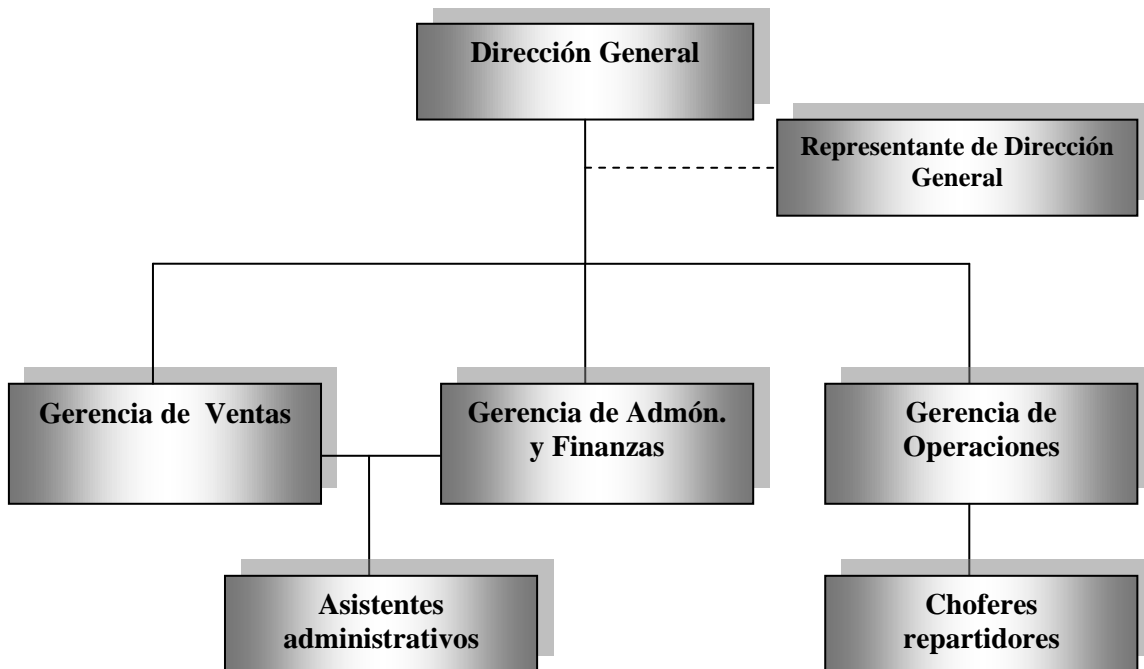 Dirección General
Representante de Dirección
General
Gerencia de Ventas
Gerencia de Admón.
y Finanzas
Gerencia de
Operaciones
Asistentes
administrativos
Choferes
repartidores